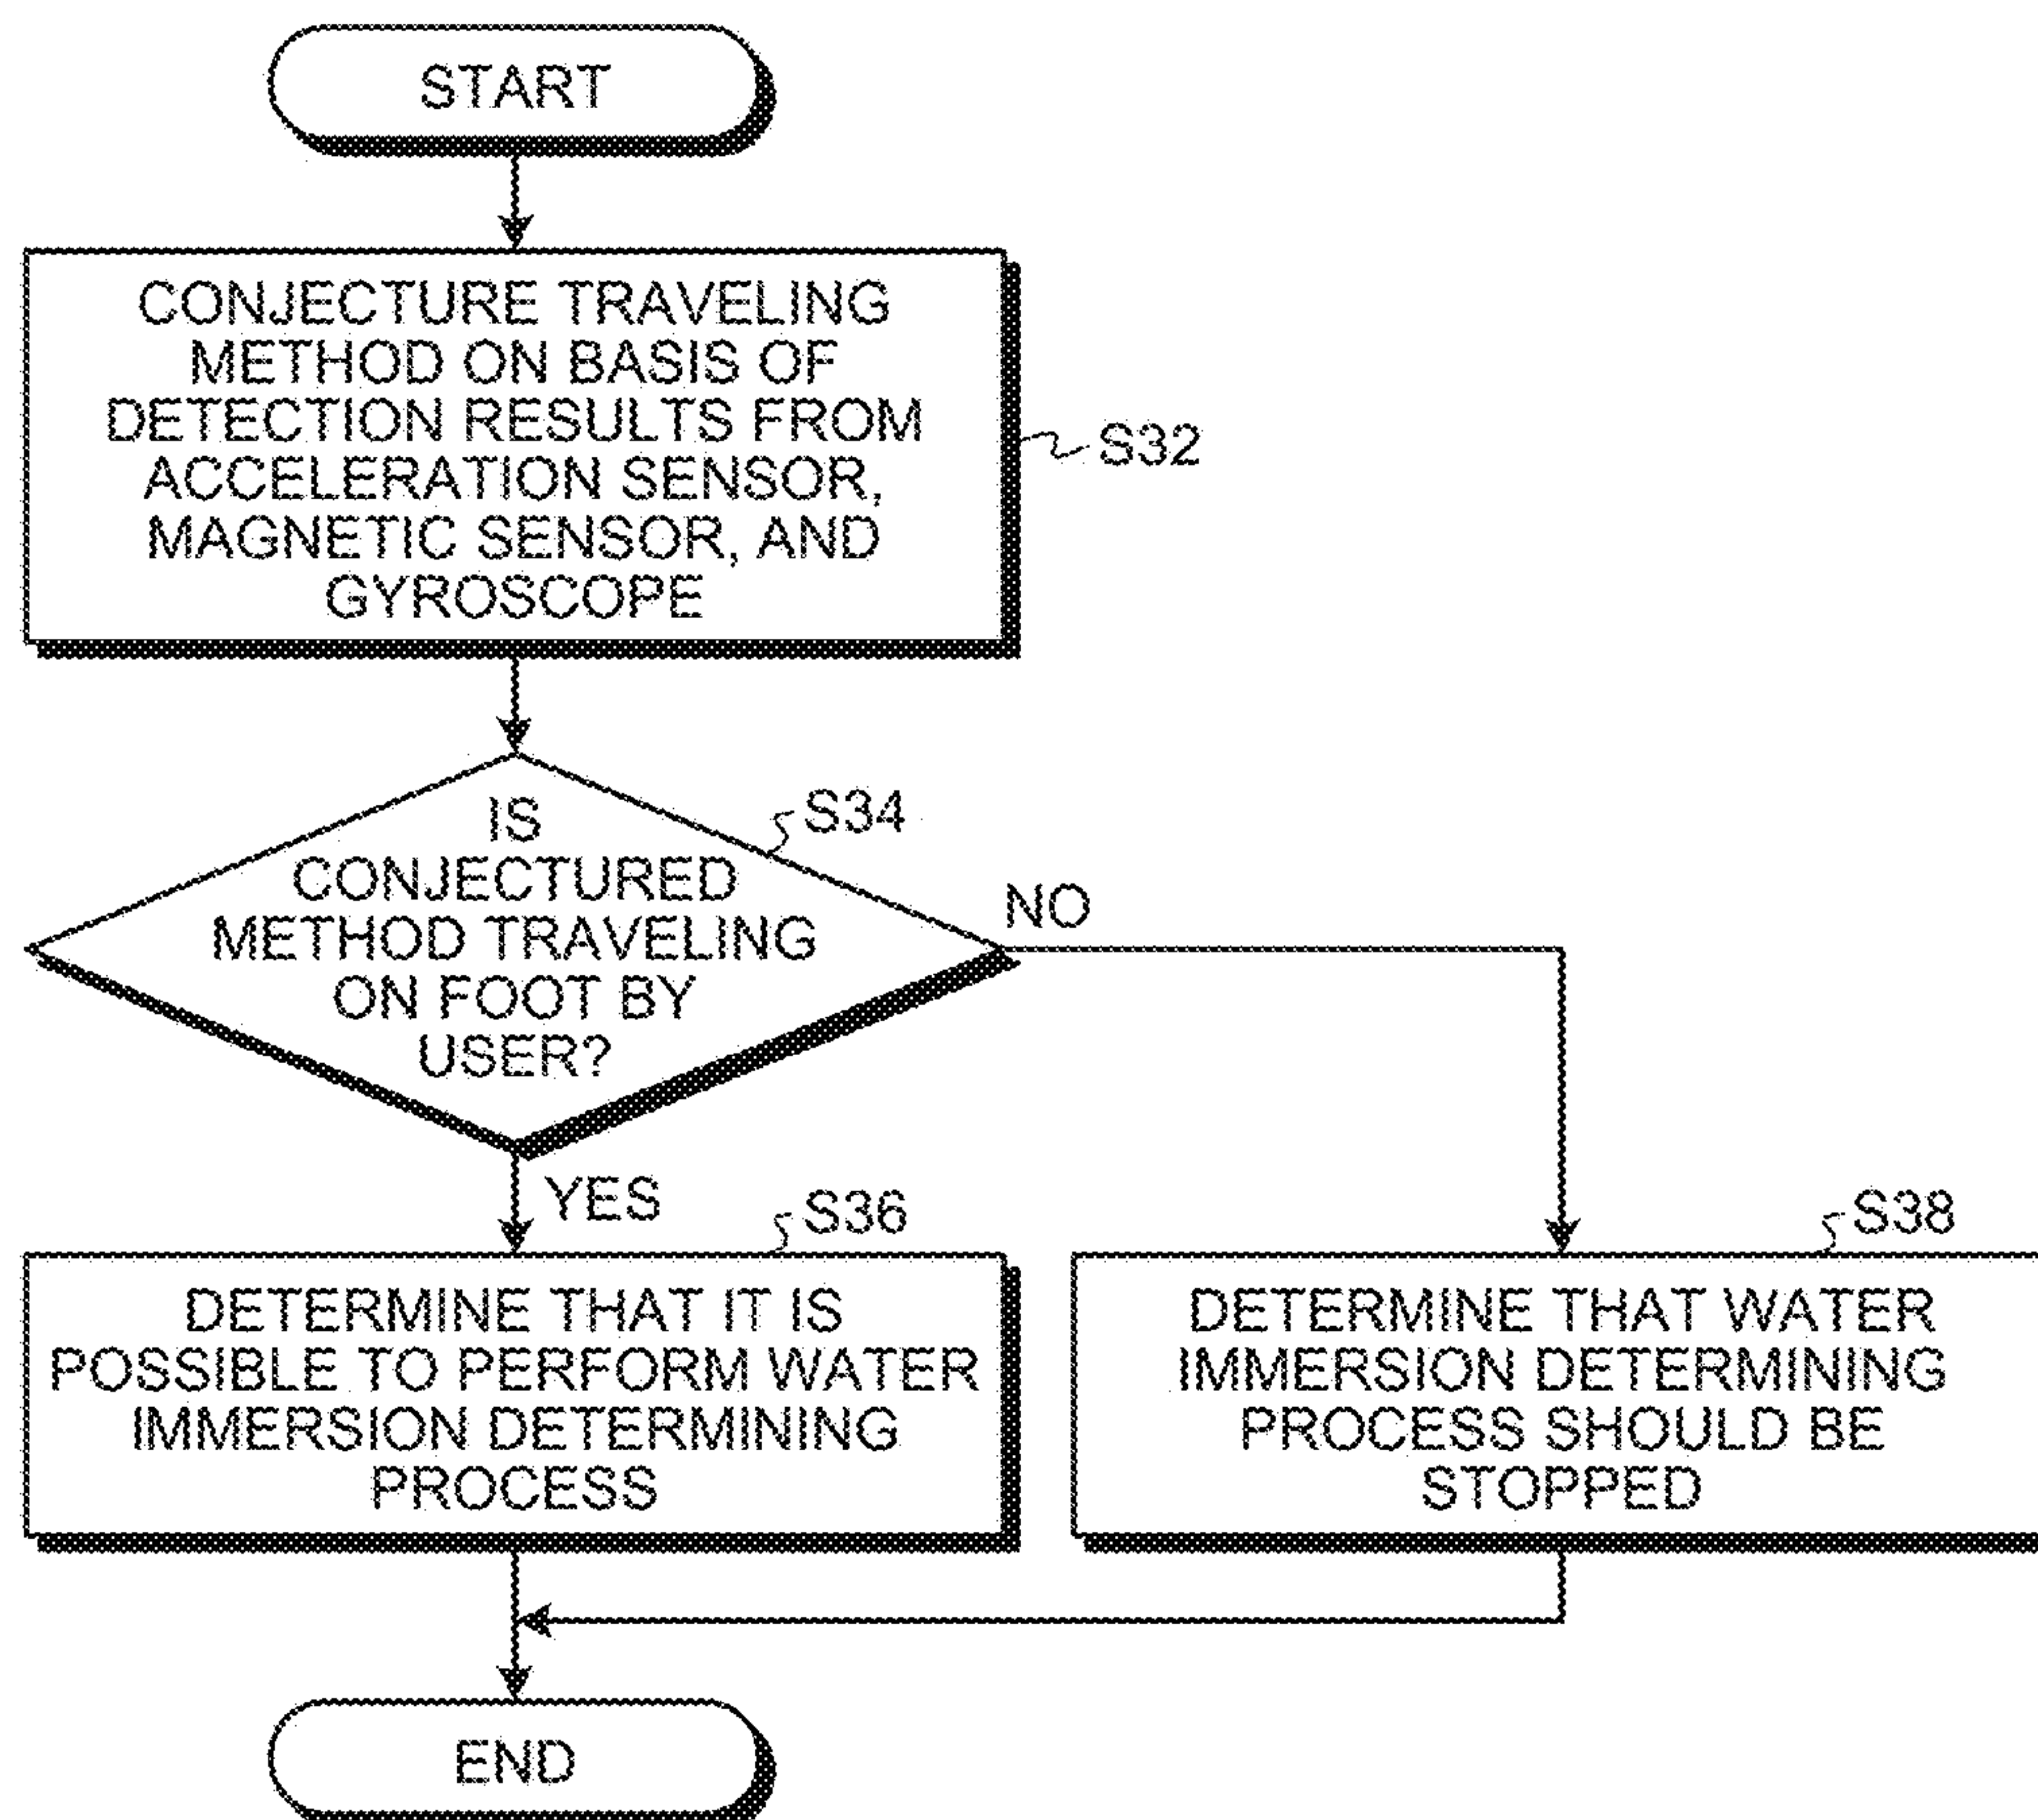 START
CONJECTURE TRAVELING
METHOD ON BASIS OF
DETECTION RESULTS FROM
ACCELERATION SENSOR,
MAGNETIC SENSOR, AND
GYROSCOPE
S32
IS
CONJECTURED
METHOD TRAVELING
ON FOOT BY
USER?
S34
NO
YES
S36
DETERMINE THAT IT IS
POSSIBLE TO PERFORM WATER
IMMERSION DETERMINING
PROCESS
S38
DETERMINE THAT WATER
IMMERSION DETERMINING
PROCESS SHOULD BE
STOPPED
END